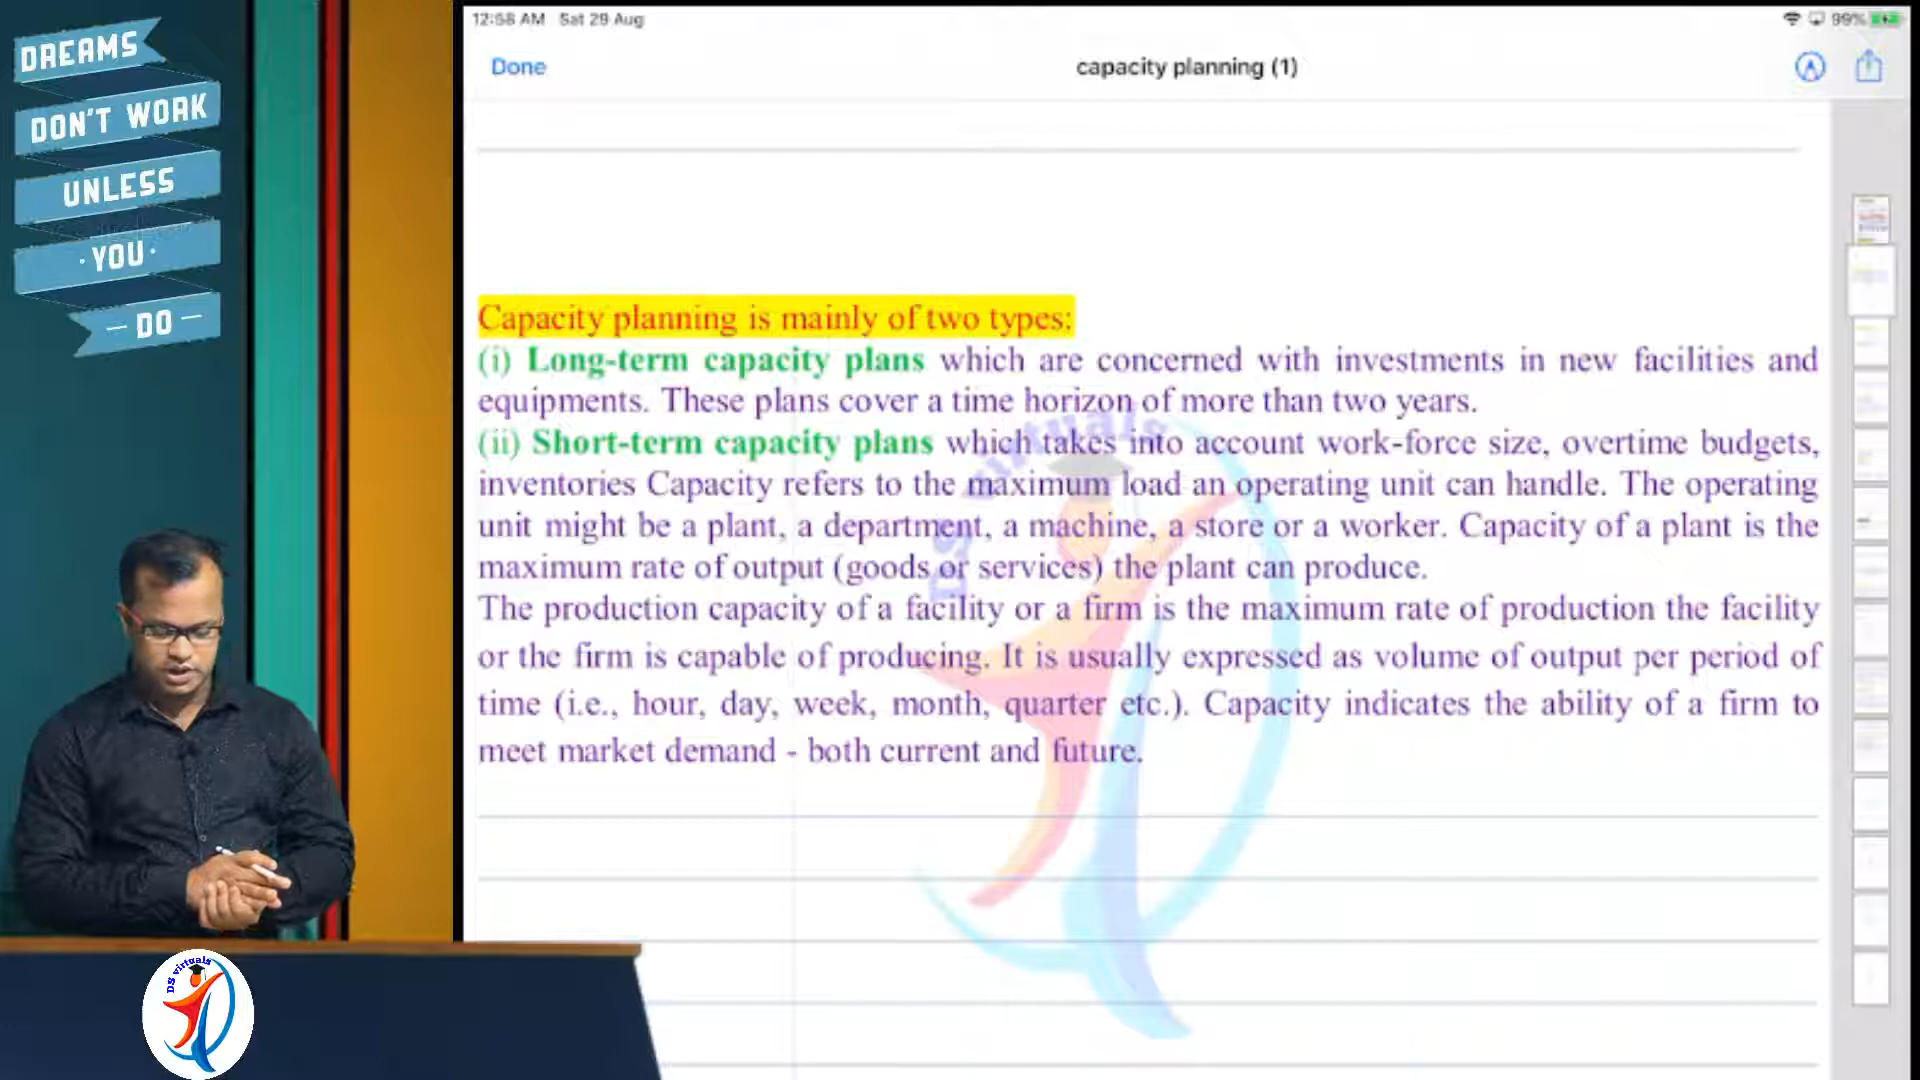 DREAMS
DON'T WORK
UNLESS
· YOU ·
— DO —
12:58 AM Sat 29 Aug
99%
Done
capacity planning (1)
Capacity planning is mainly of two types:
(i) Long-term capacity plans which are concerned with investments in new facilities and
equipments. These plans cover a time horizon of more than two years.
(ii) Short-term capacity plans which takes into account work-force size, overtime budgets,
inventories Capacity refers to the maximum load an operating unit can handle. The operating
unit might be a plant, a department, a machine, a store or a worker. Capacity of a plant is the
maximum rate of output (goods or services) the plant can produce.
The production capacity of a facility or a firm is the maximum rate of production the facility
or the firm is capable of producing. It is usually expressed as volume of output per period of
time (i.e., hour, day, week, month, quarter etc.). Capacity indicates the ability of a firm to
meet market demand - both current and future.
DS virtuals
DS virtuals